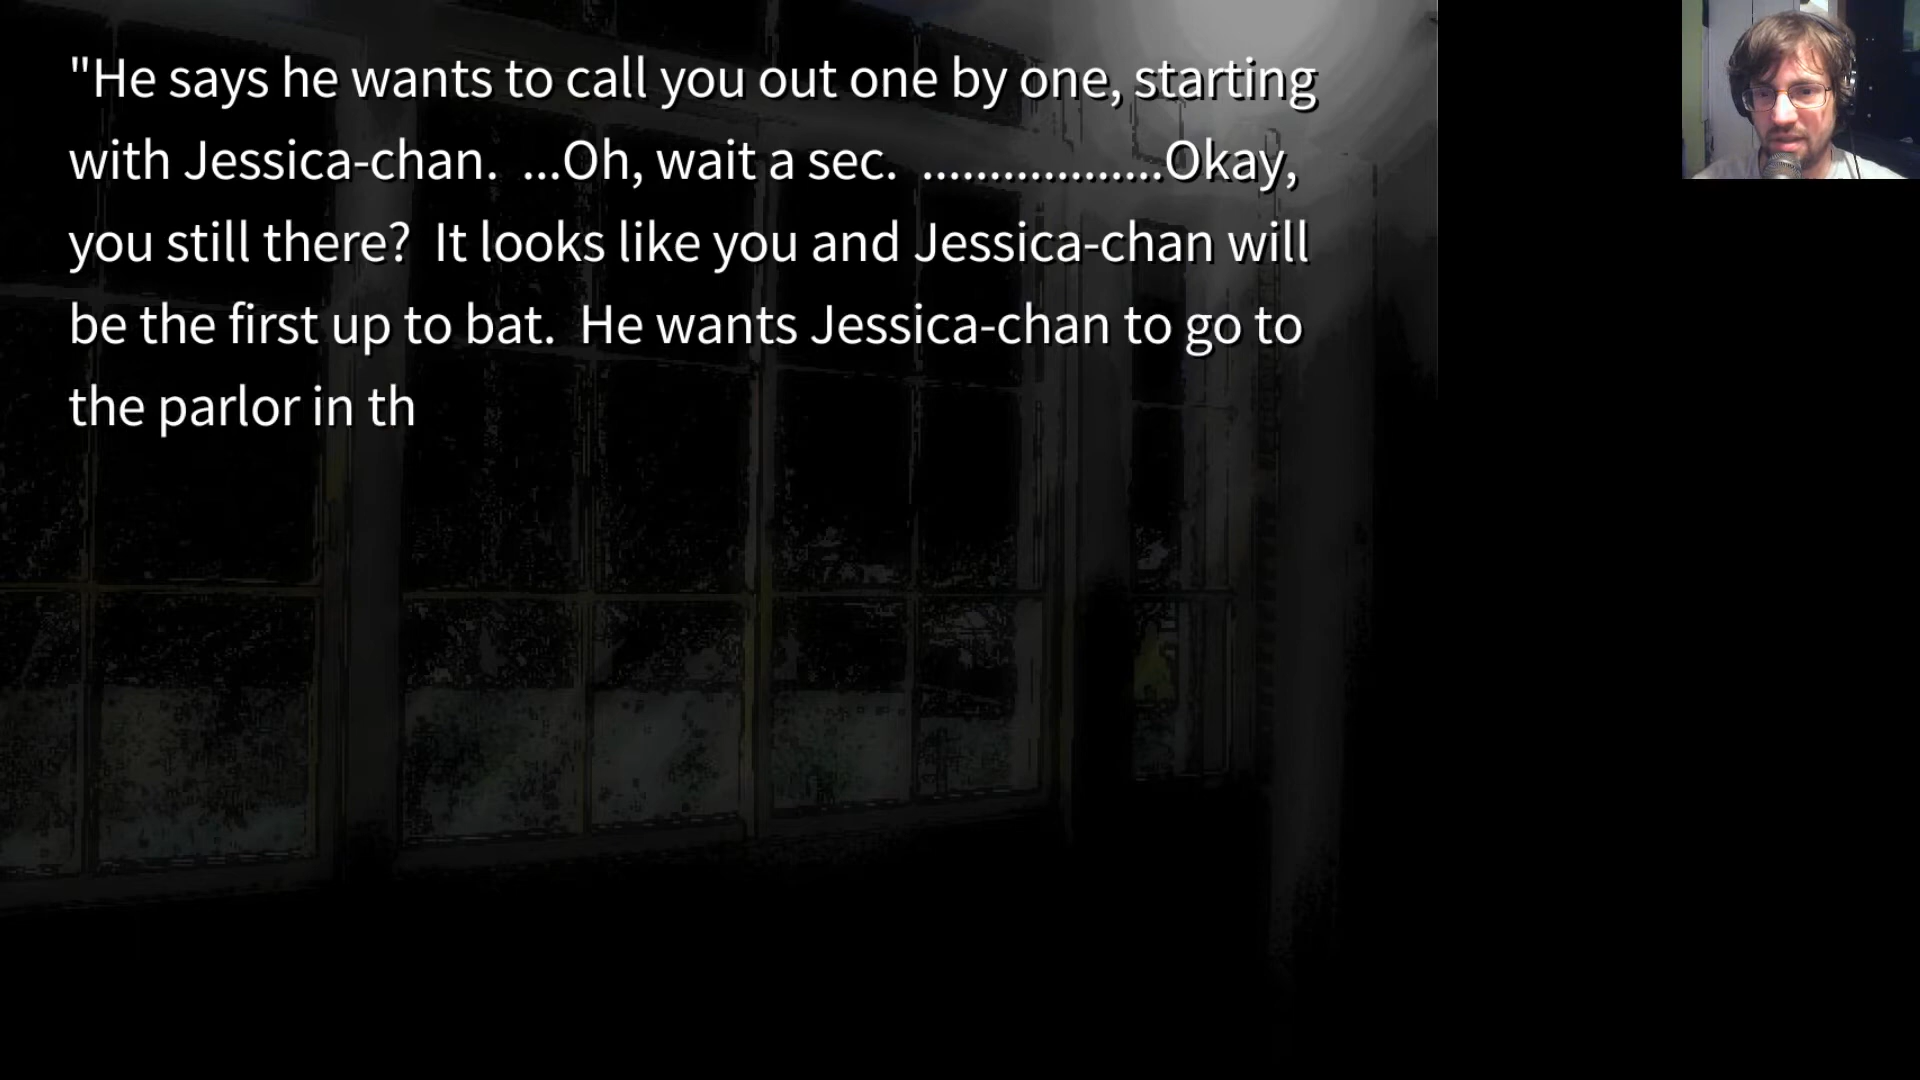 "He says he wants to call you out one by one, starting
with Jessica-chan.  ...Oh, wait a sec.  ..................Okay,
you still there?  It looks like you and Jessica-chan will
be the first up to bat.  He wants Jessica-chan to go to
the parlor in th